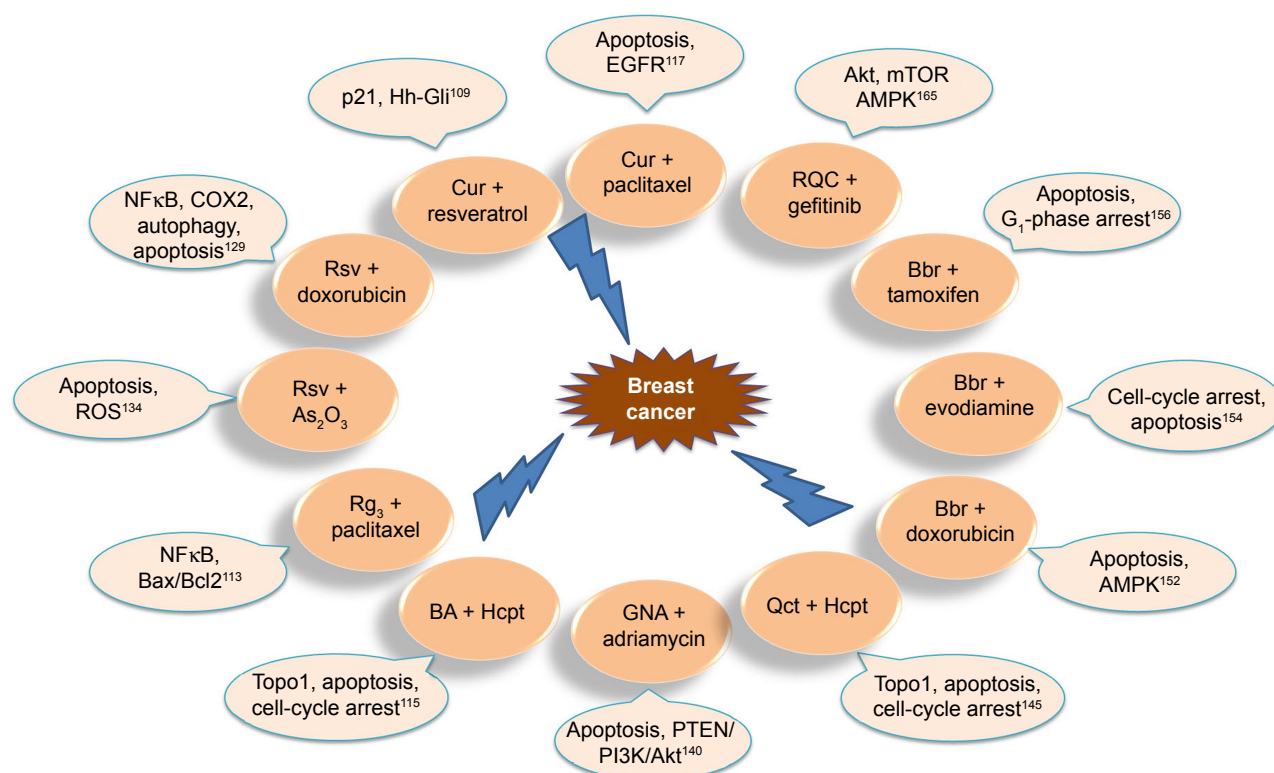 Apoptosis,
EGFR¹¹⁷
Akt, mTOR
AMPK¹⁶⁵
p21, Hh-Gli¹⁰⁹
Cur +
paclitaxel
Cur +
resveratrol
RQC +
gefitinib
NFκB, COX2,
autophagy,
apoptosis¹²⁹
Apoptosis,
G₁-phase arrest¹⁵⁶
Rsv +
doxorubicin
Bbr +
tamoxifen
Apoptosis,
ROS¹³⁴
Rsv +
As₂O₃
Breast
cancer
Bbr +
evodiamine
Cell-cycle arrest,
apoptosis¹⁵⁴
Rg₃ +
paclitaxel
Bbr +
doxorubicin
NFκB,
Bax/Bcl2¹¹³
Apoptosis,
AMPK¹⁵²
BA + Hcpt
GNA +
adriamycin
Qct + Hcpt
Topo1, apoptosis,
cell-cycle arrest¹¹⁵
Apoptosis, PTEN/
PI3K/Akt¹⁴⁰
Topo1, apoptosis,
cell-cycle arrest¹⁴⁵